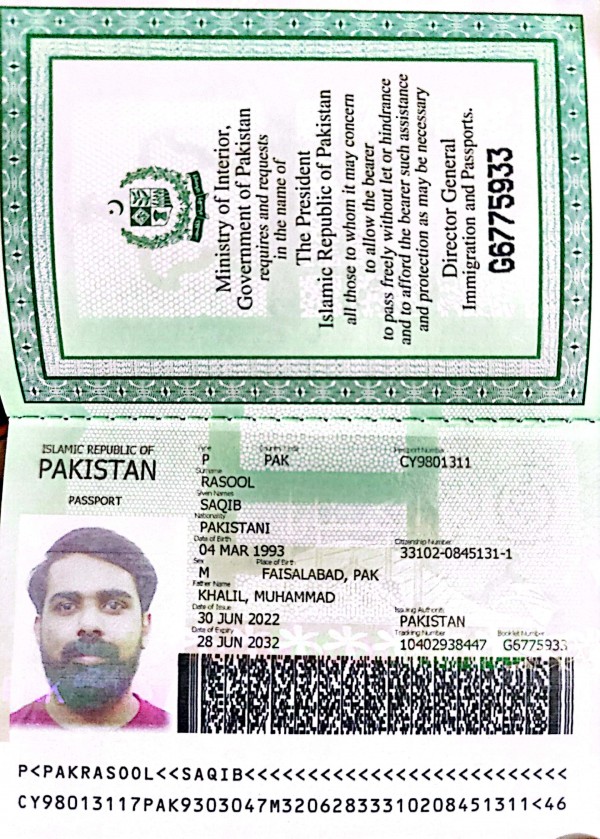 Ministry of Interior,
Government of Pakistan
requires and requests
in the name of
The President
Islamic Republic of Pakistan
all those to whom it may concern
to allow the bearer
to pass freely without let or hindrance
and to afford the bearer such assistance
and protection as may be necessary
Director General
Immigration and Passports.
G6775933
ISLAMIC REPUBLIC OF
PAKISTAN
PASSPORT
Type Country Code Passport Number
P PAK CY9801311
Surname
RASOOL
Given Names
SAQIB
Nationality
PAKISTANI
Date of Birth Citizenship Number
04 MAR 1993 33102-0845131-1
Sex Place of Birth
M FAISALABAD, PAK
Father Name
KHALIL, MUHAMMAD
Date of Issue Issuing Authority
30 JUN 2022 PAKISTAN
Date of Expiry Tracking Number Booklet Number
28 JUN 2032 10402938447 G6775933
P<PAKRASOOL<<SAQIB<<<<<<<<<<<<<<<<<<<<<<<<<<
CY98013117PAK9303047M32062833310208451311<46